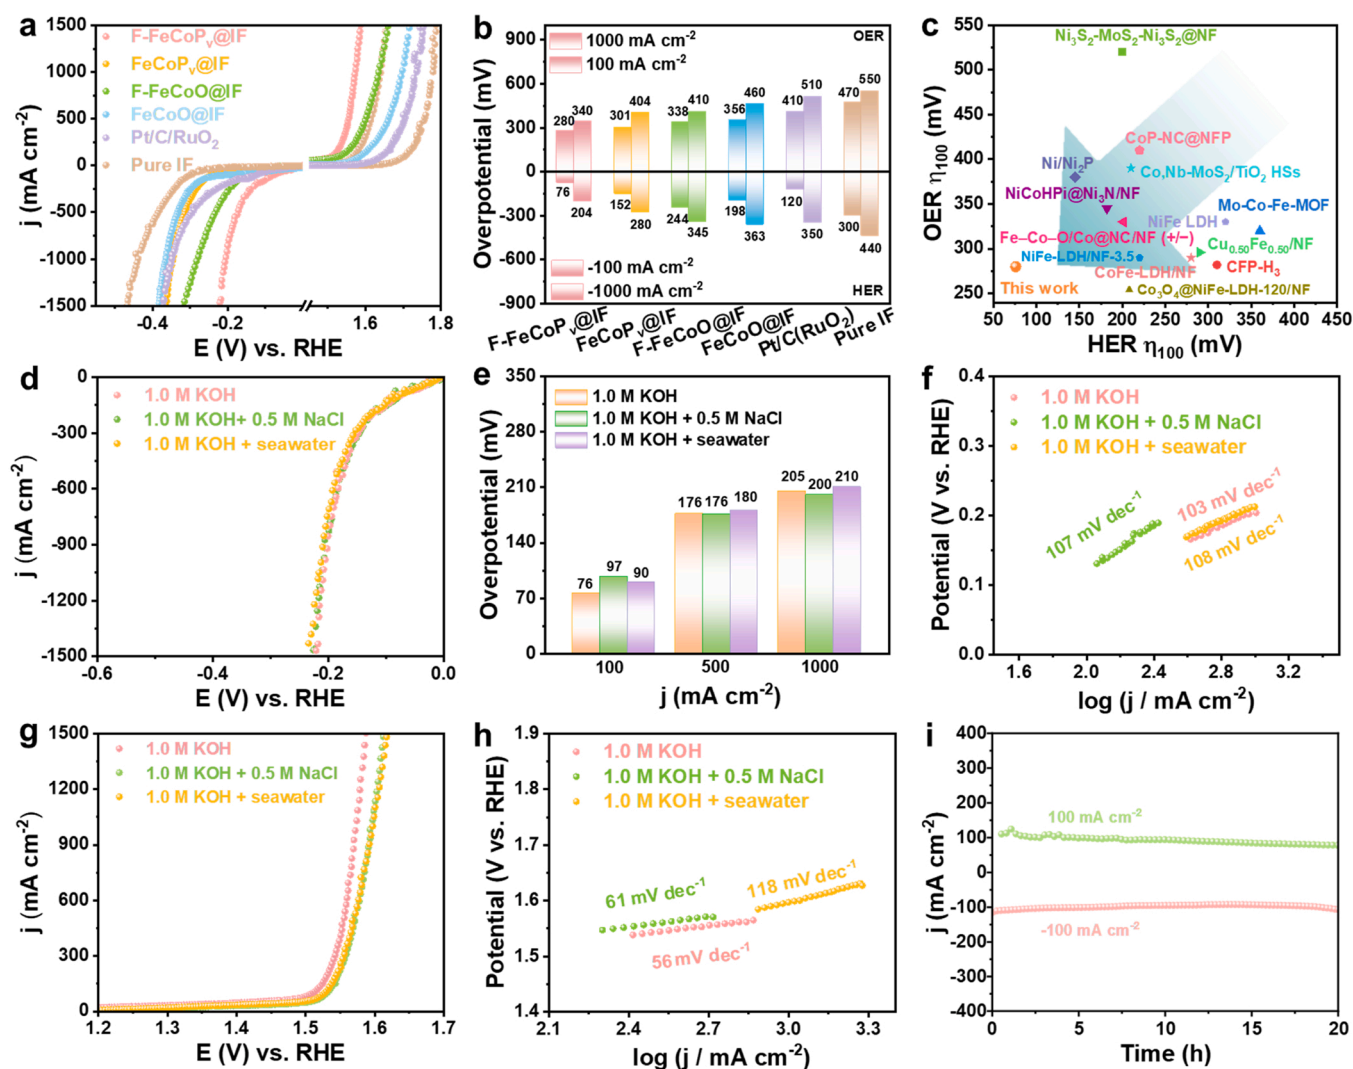 a
1500
1000
500
0
-500
-1000
-1500
j (mA cm-2)
F-FeCoPv@IF
FeCoPv@IF
F-FeCoO@IF
FeCoO@IF
Pt/C/RuO2
Pure IF
-0.4 -0.2 1.6 1.8
E (V) vs. RHE
b
900
600
300
0
-300
-600
-900
Overpotential (mV)
1000 mA cm-2
100 mA cm-2
OER
280 340 301 404 338 410 356 460 410 510 470 550
76 204 152 280 244 345 198 363 120 350 300 440
-100 mA cm-2
-1000 mA cm-2
HER
F-FeCoPv@IF
FeCoPv@IF
F-FeCoO@IF
FeCoO@IF
Pt/C(RuO2)
Pure IF
c
550
500
450
400
350
300
250
OER η100 (mV)
Ni3S2-MoS2-Ni3S2@NF
CoP-NC@NFP
Ni/Ni2P
Co,Nb-MoS2/TiO2 HSs
NiCoHPi@Ni3N/NF
NiFe LDH
Mo-Co-Fe-MOF
Fe–Co–O/Co@NC/NF (+/−)
Cu0.50Fe0.50/NF
NiFe-LDH/NF-3.5
CoFe-LDH/NF
CFP-H3
This work
Co3O4@NiFe-LDH-120/NF
50 100 150 200 250 300 350 400 450
HER η100 (mV)
d
0
-300
-600
-900
-1200
-1500
j (mA cm-2)
1.0 M KOH
1.0 M KOH+ 0.5 M NaCl
1.0 M KOH + seawater
-0.6 -0.4 -0.2 0.0
E (V) vs. RHE
e
350
280
210
140
70
0
Overpotential (mV)
1.0 M KOH
1.0 M KOH + 0.5 M NaCl
1.0 M KOH + seawater
76 97 90
176 176 180
205 200 210
100 500 1000
j (mA cm-2)
f
0.4
0.3
0.2
0.1
0.0
Potential (V vs. RHE)
1.0 M KOH
1.0 M KOH + 0.5 M NaCl
1.0 M KOH + seawater
107 mV dec-1
103 mV dec-1
108 mV dec-1
1.6 2.0 2.4 2.8 3.2
log (j / mA cm-2)
g
1500
1200
900
600
300
0
j (mA cm-2)
1.0 M KOH
1.0 M KOH + 0.5 M NaCl
1.0 M KOH + seawater
1.2 1.3 1.4 1.5 1.6 1.7
E (V) vs. RHE
h
1.9
1.8
1.7
1.6
1.5
1.4
Potential (V vs. RHE)
1.0 M KOH
1.0 M KOH + 0.5 M NaCl
1.0 M KOH + seawater
61 mV dec-1
118 mV dec-1
56 mV dec-1
2.1 2.4 2.7 3.0 3.3
log (j / mA cm-2)
i
400
300
200
100
0
-100
-200
-300
-400
j (mA cm-2)
100 mA cm-2
-100 mA cm-2
0 5 10 15 20
Time (h)